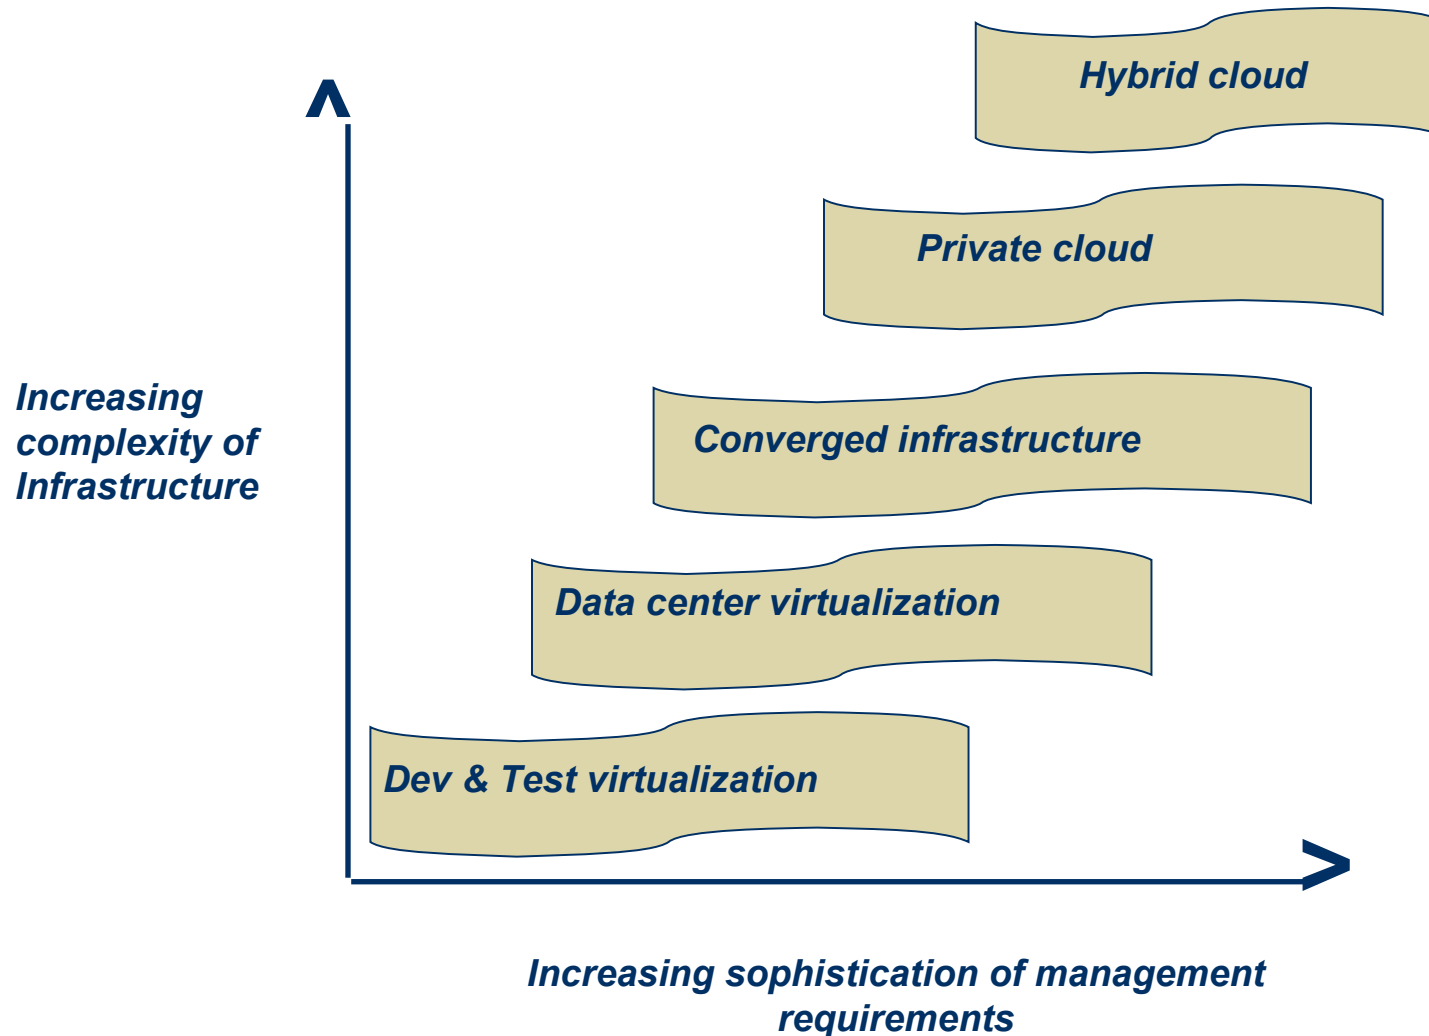 Hybrid cloud
Private cloud
Increasing
complexity of
Infrastructure
Converged infrastructure
Data center virtualization
Dev & Test virtualization
Increasing sophistication of management
requirements